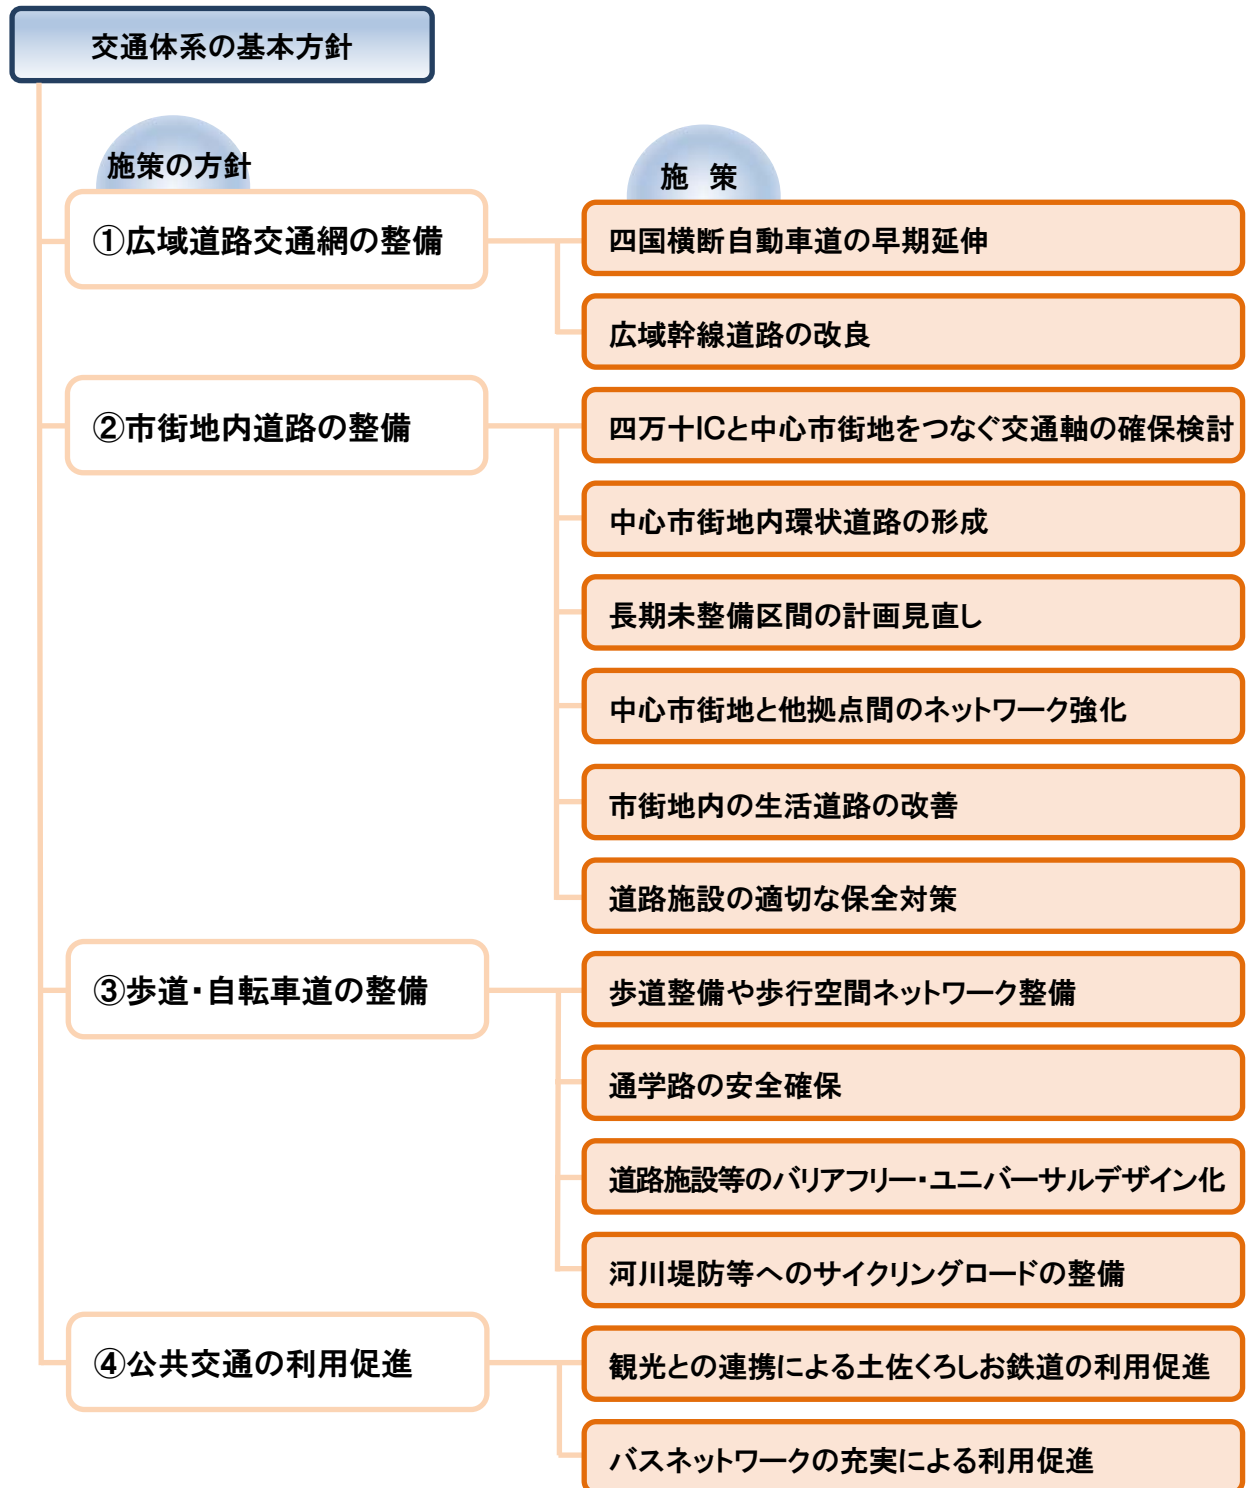 交通体系の基本方針
施策の方針
施 策
①広域道路交通網の整備
四国横断自動車道の早期延伸
広域幹線道路の改良
②市街地内道路の整備
四万十ICと中心市街地をつなぐ交通軸の確保検討
中心市街地内環状道路の形成
長期未整備区間の計画見直し
中心市街地と他拠点間のネットワーク強化
市街地内の生活道路の改善
道路施設の適切な保全対策
③歩道・自転車道の整備
歩道整備や歩行空間ネットワーク整備
通学路の安全確保
道路施設等のバリアフリー・ユニバーサルデザイン化
河川堤防等へのサイクリングロードの整備
④公共交通の利用促進
観光との連携による土佐くろしお鉄道の利用促進
バスネットワークの充実による利用促進